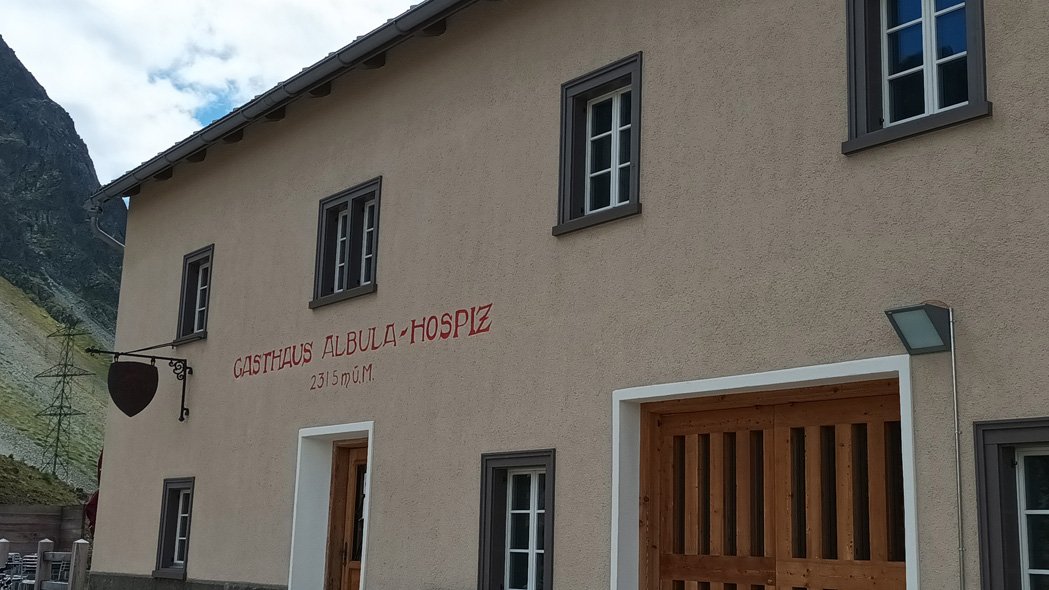 GASTHAUS ALBULA-HOSPIZ
2315 m ü. M.